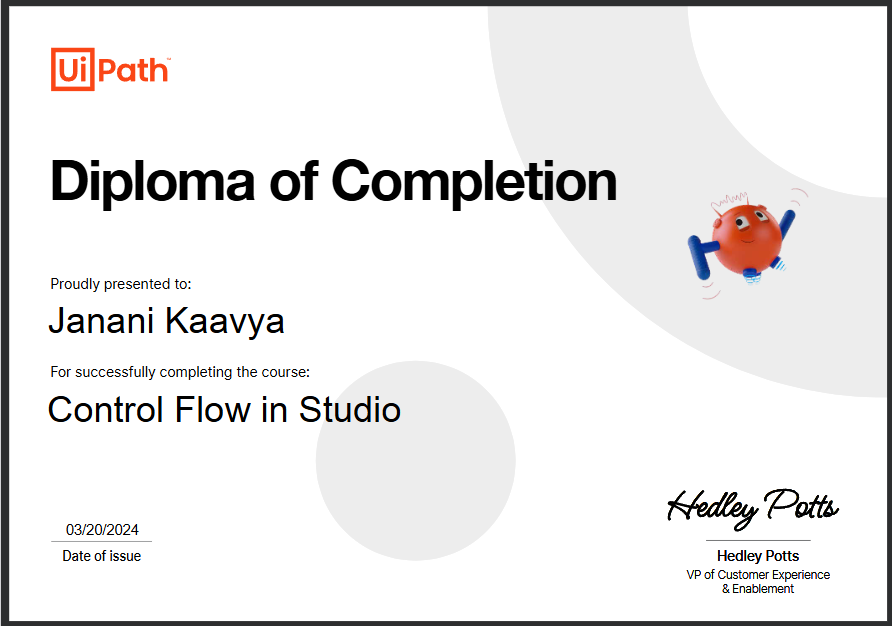 UiPath™
Diploma of Completion
Proudly presented to:
Janani Kaavya
For successfully completing the course:
Control Flow in Studio
03/20/2024
Date of issue
Hedley Potts
Hedley Potts
VP of Customer Experience
& Enablement